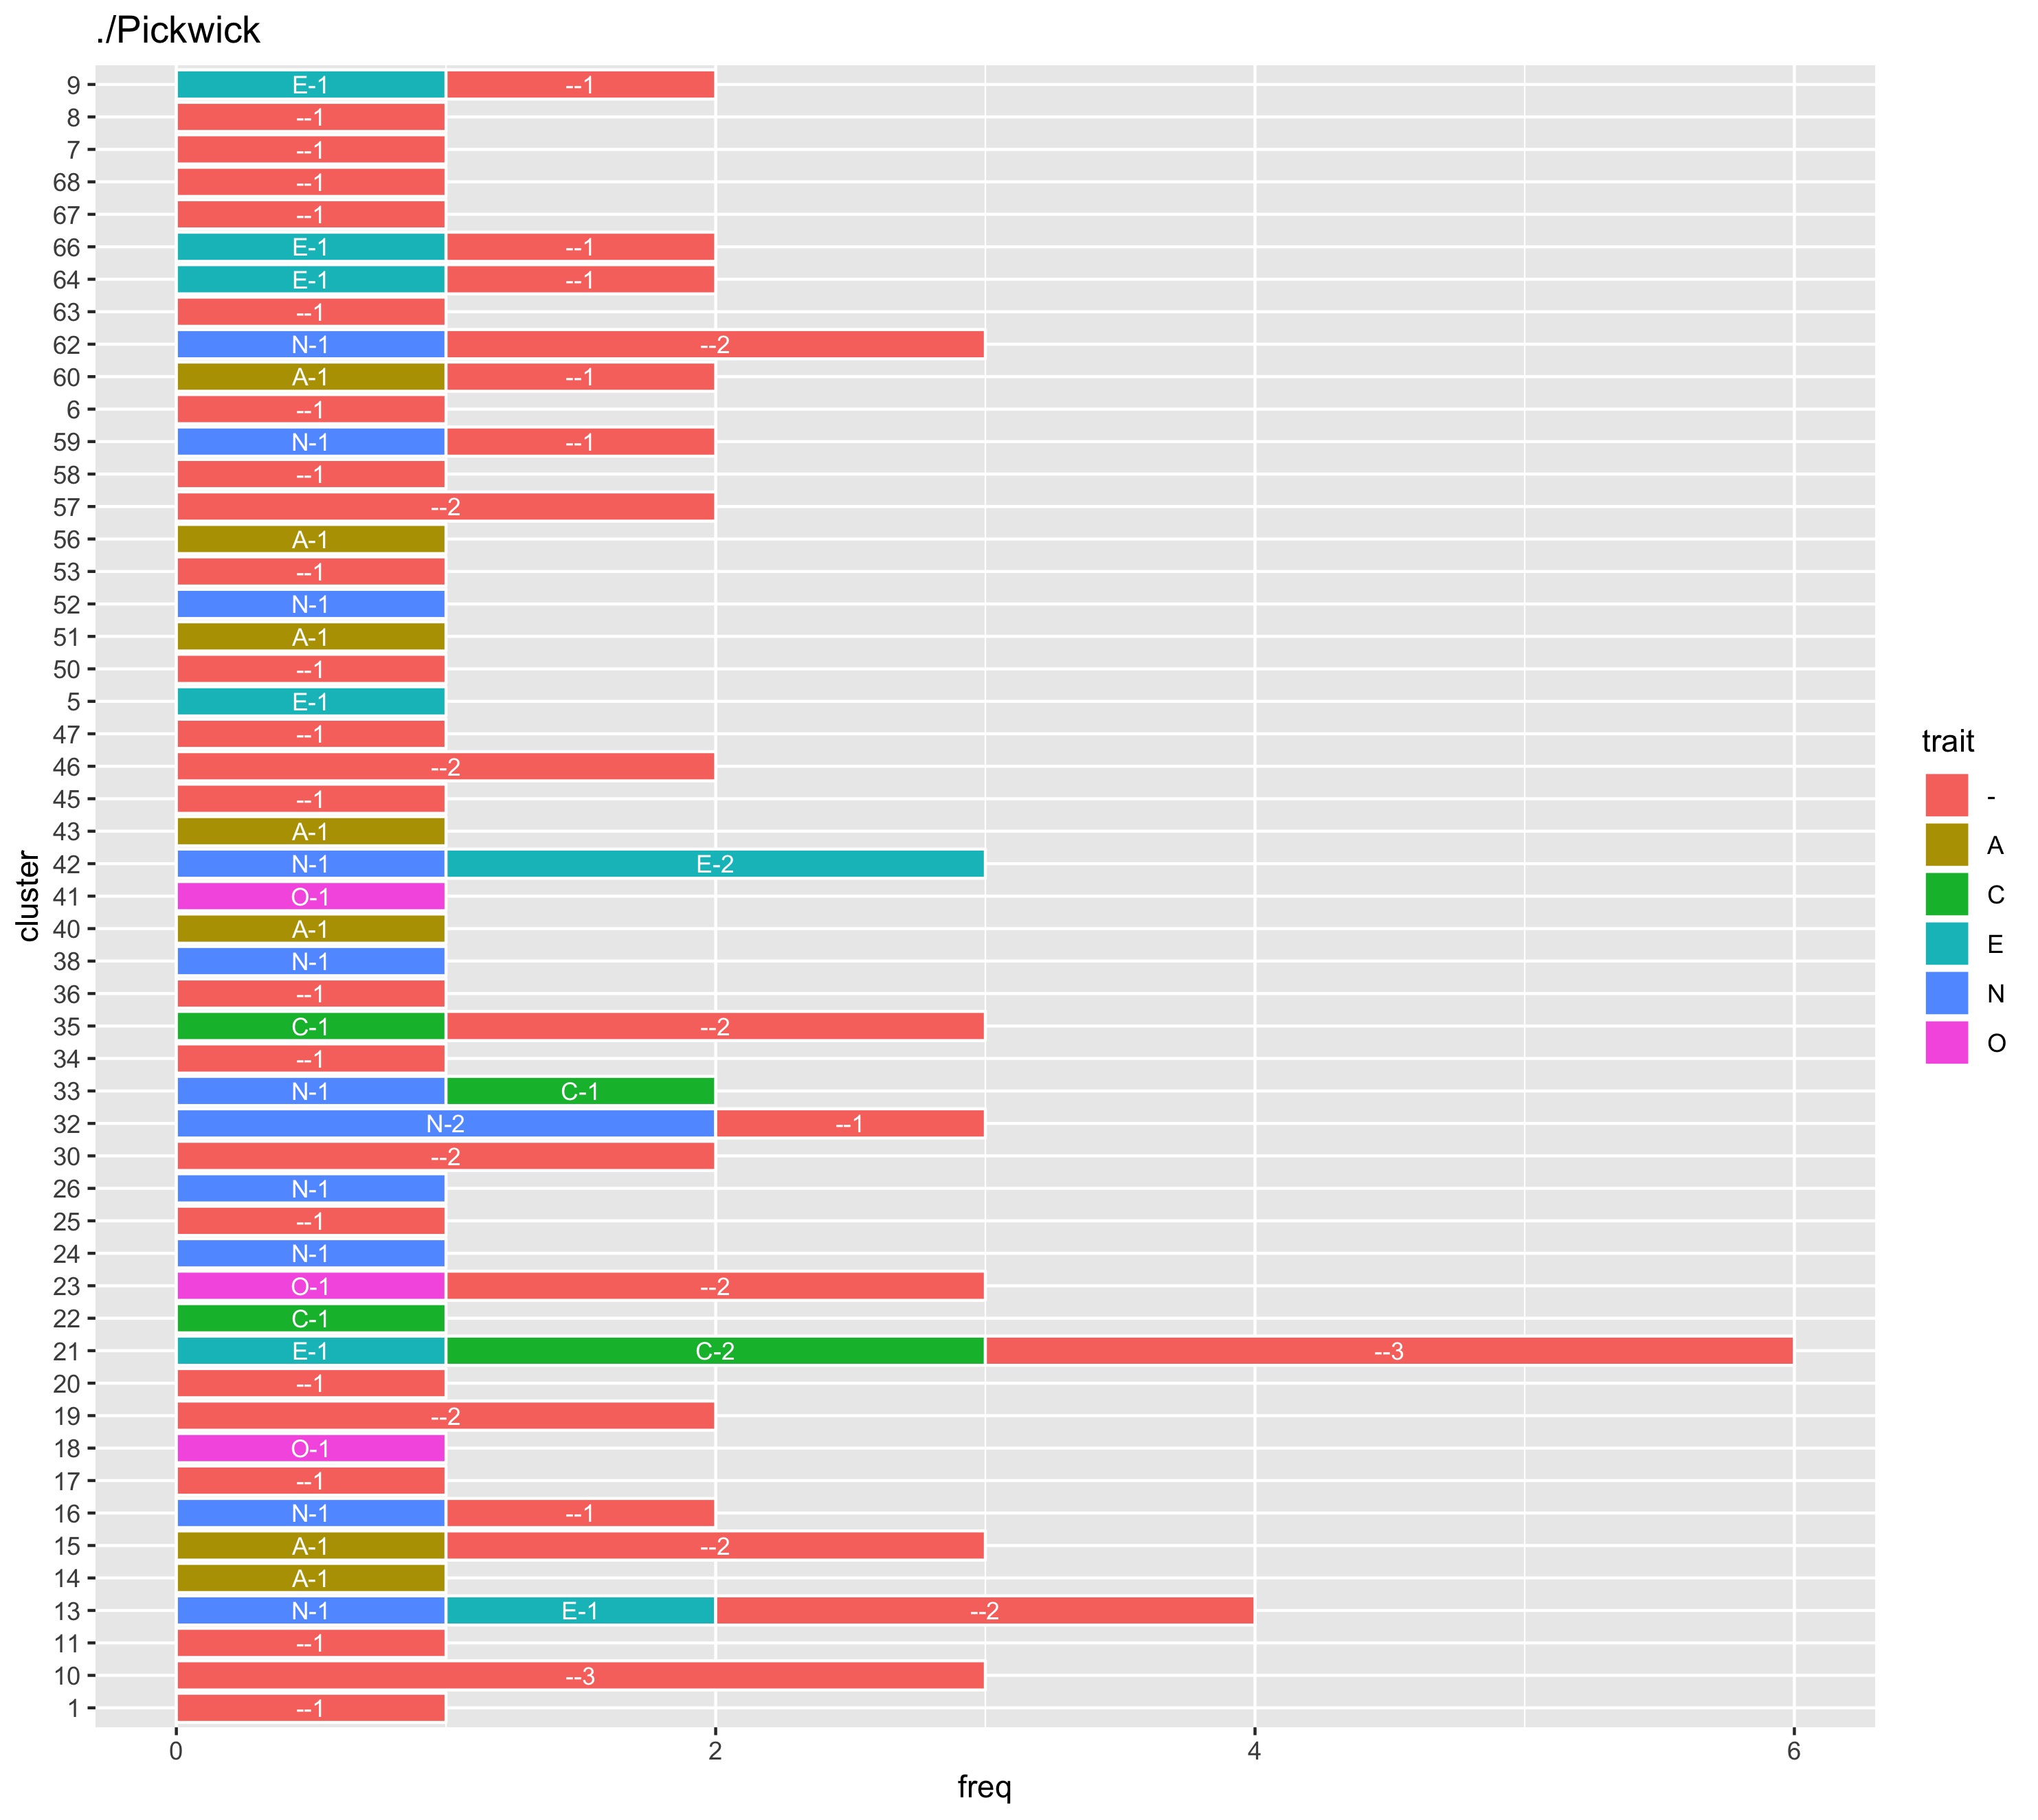 ./Pickwick
cluster
9 E-1 --1
8 --1
7 --1
68 --1
67 --1
66 E-1 --1
64 E-1 --1
63 --1
62 N-1 --2
60 A-1 --1
6 --1
59 N-1 --1
58 --1
57 --2
56 A-1
53 --1
52 N-1
51 A-1
50 --1
5 E-1
47 --1
46 --2
45 --1
43 A-1
42 N-1 E-2
41 O-1
40 A-1
38 N-1
36 --1
35 C-1 --2
34 --1
33 N-1 C-1
32 N-2 --1
30 --2
26 N-1
25 --1
24 N-1
23 O-1 --2
22 C-1
21 E-1 C-2 --3
20 --1
19 --2
18 O-1
17 --1
16 N-1 --1
15 A-1 --2
14 A-1
13 N-1 E-1 --2
11 --1
10 --3
1 --1
0 2 4 6
freq
trait
-
A
C
E
N
O